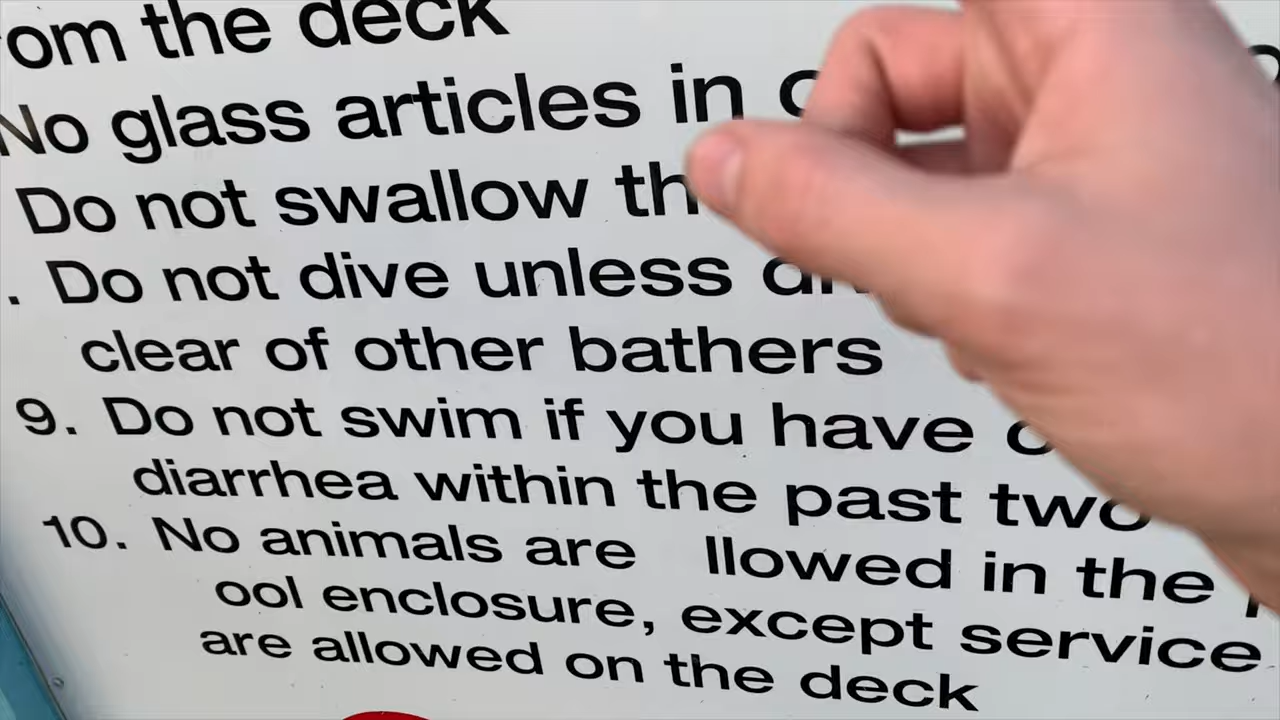 om the deck
No glass articles in
Do not swallow th
. Do not dive unless
clear of other bathers
9. Do not swim if you have
diarrhea within the past two
10. No animals are llowed in the
ool enclosure, except service
are allowed on the deck